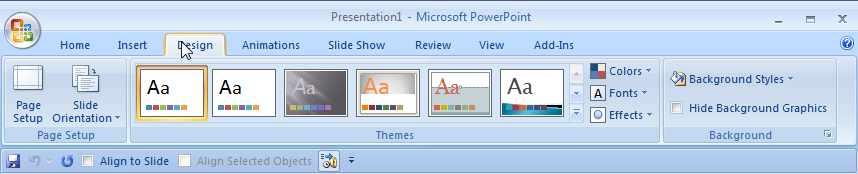 Presentation1 - Microsoft PowerPoint
Home Insert Design Animations Slide Show Review View Add-Ins
Page Setup
Slide Orientation
Page Setup
Aa Aa Aa Aa Aa Aa
Themes
Colors
Fonts
Effects
Background Styles
Hide Background Graphics
Background
Align to Slide Align Selected Objects